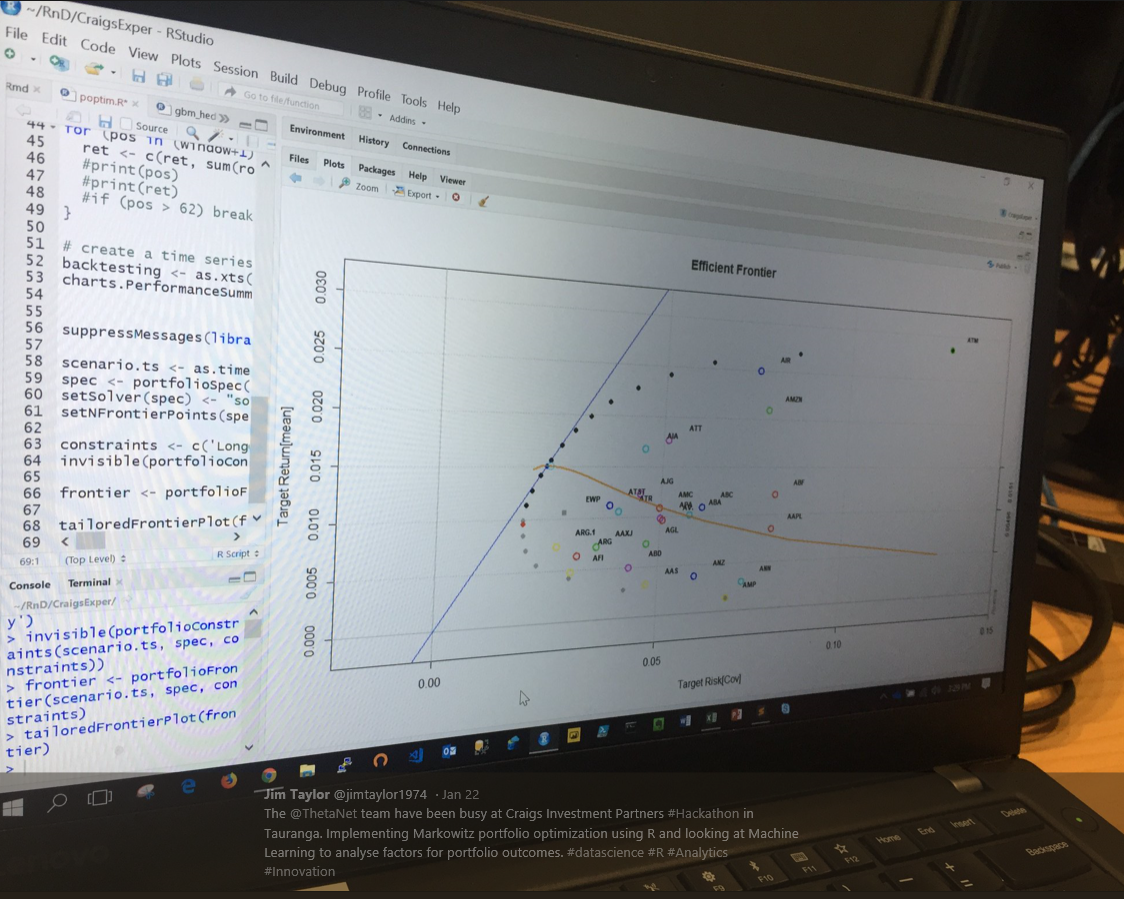 ~/RnD/CraigsExper - RStudio
File Edit Code View Plots Session Build Debug Profile Tools Help
Go to file/function
Addins
Rmd
poptim.R*
gbm_hed
Source
44
45 for (pos in (window+1)
46 ret <- c(ret, sum(ro
47 #print(pos)
48 #print(ret)
49 #if (pos > 62) break
50 }
51
52 # create a time series
53 backtesting <- as.xts(
54 charts.PerformanceSumm
55
56
57 suppressMessages(libra
58
59 scenario.ts <- as.time
60 spec <- portfolioSpec(
61 setSolver(spec) <- "so
62 setNFrontierPoints(spe
63
64 constraints <- c('Long
65 invisible(portfolioCon
66
67 frontier <- portfolioF
68
69 tailoredFrontierPlot(f
69:1 (Top Level) R Script
Console Terminal
~/RnD/CraigsExper/
y')
> invisible(portfolioConstr
aints(scenario.ts, spec, co
nstraints))
> frontier <- portfolioFron
tier(scenario.ts, spec, con
straints)
> tailoredFrontierPlot(fron
tier)
>
Environment History Connections
Files Plots Packages Help Viewer
Zoom Export
Efficient Frontier
Target Return[mean]
0.030
0.025
0.020
0.015
0.010
0.005
0.000
ATM
AIR
AMZN
ATT
AIA
AJG
EWP
AMC
ABC
ABA
AAPL
AGL
ARG.1
ARG
AAXJ
AFI
ABD
AAS
ANZ
AMP
0.00
0.05
0.10
0.15
Target Risk[Cov]
Home
End
Insert
Delete
F9
F10
F11
F12
Backspace
Jim Taylor @jimtaylor1974 · Jan 22
The @ThetaNet team have been busy at Craigs Investment Partners #Hackathon in
Tauranga. Implementing Markowitz portfolio optimization using R and looking at Machine
Learning to analyse factors for portfolio outcomes. #datascience #R #Analytics
#Innovation